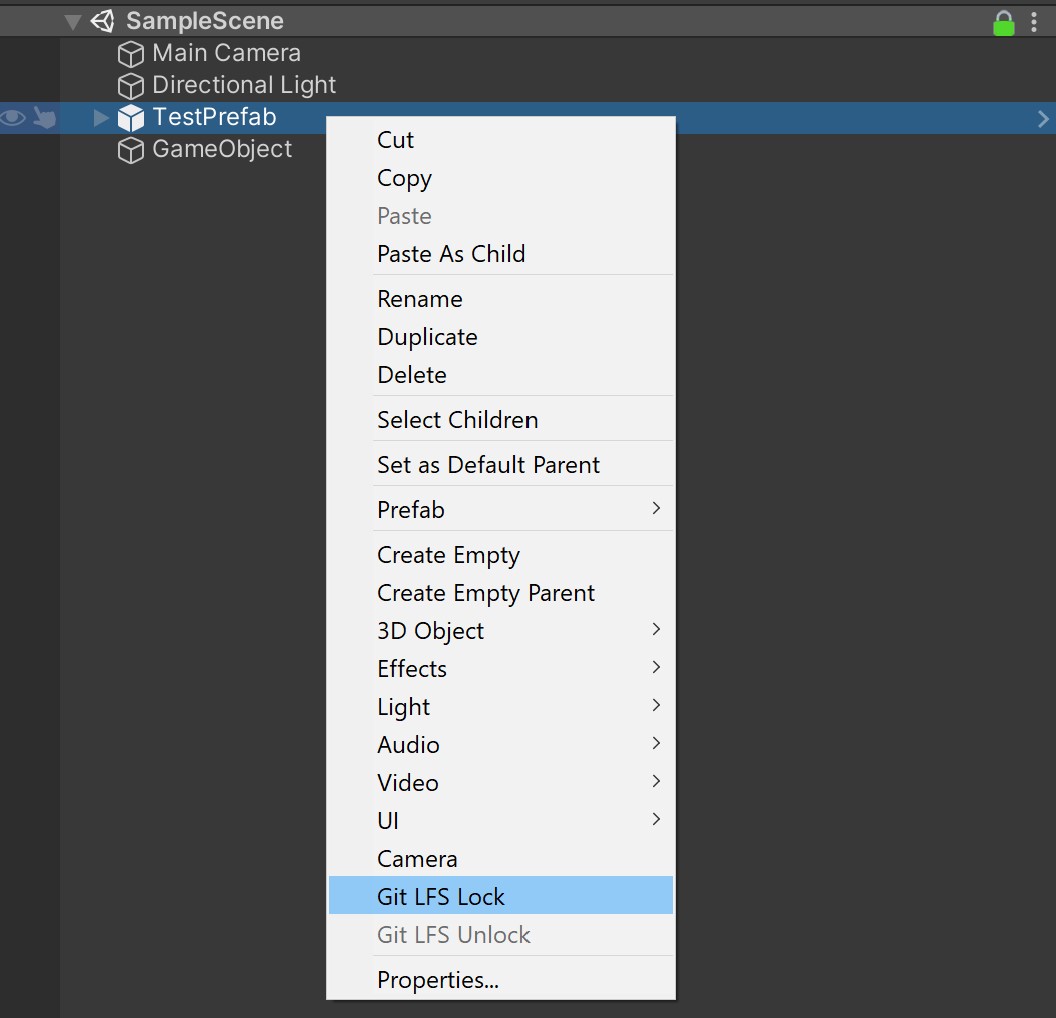 SampleScene
Main Camera
Directional Light
TestPrefab
GameObject
Cut
Copy
Paste
Paste As Child
Rename
Duplicate
Delete
Select Children
Set as Default Parent
Prefab
Create Empty
Create Empty Parent
3D Object
Effects
Light
Audio
Video
UI
Camera
Git LFS Lock
Git LFS Unlock
Properties...